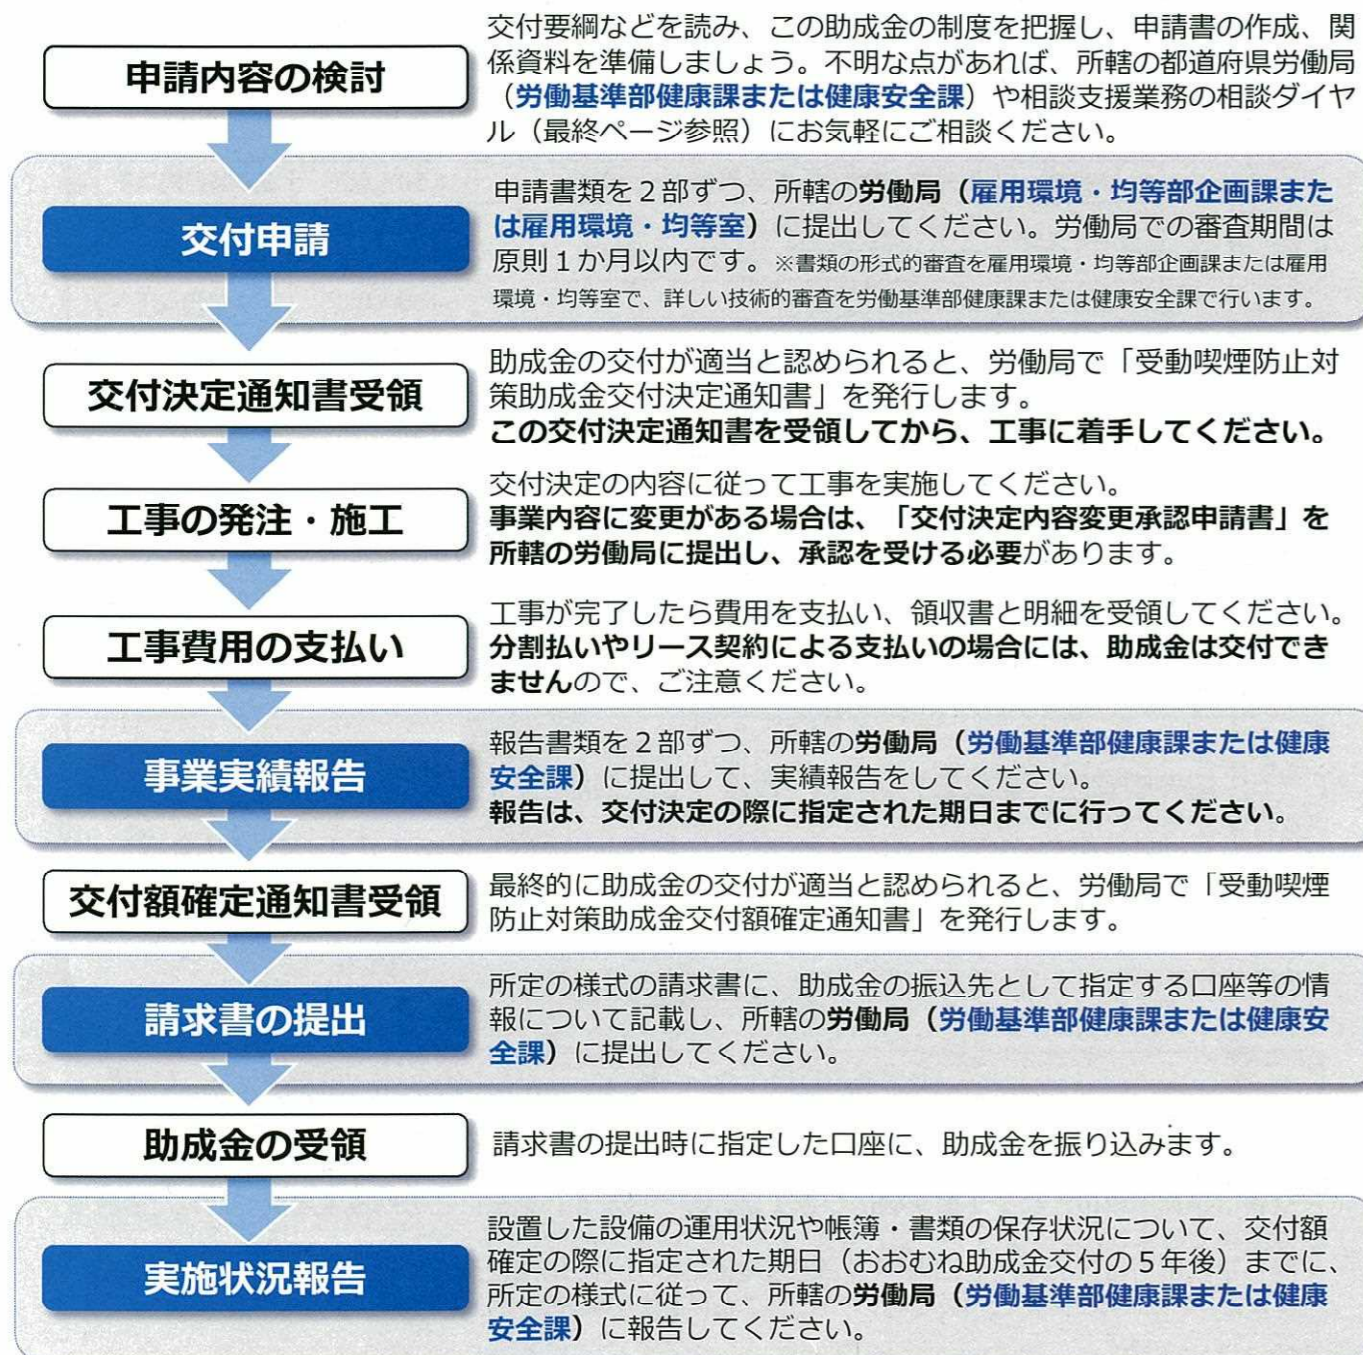 申請内容の検討
交付要綱などを読み、この助成金の制度を把握し、申請書の作成、関
係資料を準備しましょう。不明な点があれば、所轄の都道府県労働局
（労働基準部健康課または健康安全課）や相談支援業務の相談ダイヤ
ル（最終ページ参照）にお気軽にご相談ください。
交付申請
申請書類を２部ずつ、所轄の労働局（雇用環境・均等部企画課また
は雇用環境・均等室）に提出してください。労働局での審査期間は
原則１か月以内です。※書類の形式的審査を雇用環境・均等部企画課または雇用
環境・均等室で、詳しい技術的審査を労働基準部健康課または健康安全課で行います。
交付決定通知書受領
助成金の交付が適当と認められると、労働局で「受動喫煙防止対
策助成金交付決定通知書」を発行します。
この交付決定通知書を受領してから、工事に着手してください。
工事の発注・施工
交付決定の内容に従って工事を実施してください。
事業内容に変更がある場合は、「交付決定内容変更承認申請書」を
所轄の労働局に提出し、承認を受ける必要があります。
工事費用の支払い
工事が完了したら費用を支払い、領収書と明細を受領してください。
分割払いやリース契約による支払いの場合には、助成金は交付でき
ませんので、ご注意ください。
事業実績報告
報告書類を２部ずつ、所轄の労働局（労働基準部健康課または健康
安全課）に提出して、実績報告をしてください。
報告は、交付決定の際に指定された期日までに行ってください。
交付額確定通知書受領
最終的に助成金の交付が適当と認められると、労働局で「受動喫煙
防止対策助成金交付額確定通知書」を発行します。
請求書の提出
所定の様式の請求書に、助成金の振込先として指定する口座等の情
報について記載し、所轄の労働局（労働基準部健康課または健康安
全課）に提出してください。
助成金の受領
請求書の提出時に指定した口座に、助成金を振り込みます。
実施状況報告
設置した設備の運用状況や帳簿・書類の保存状況について、交付額
確定の際に指定された期日（おおむね助成金交付の５年後）までに、
所定の様式に従って、所轄の労働局（労働基準部健康課または健康
安全課）に報告してください。